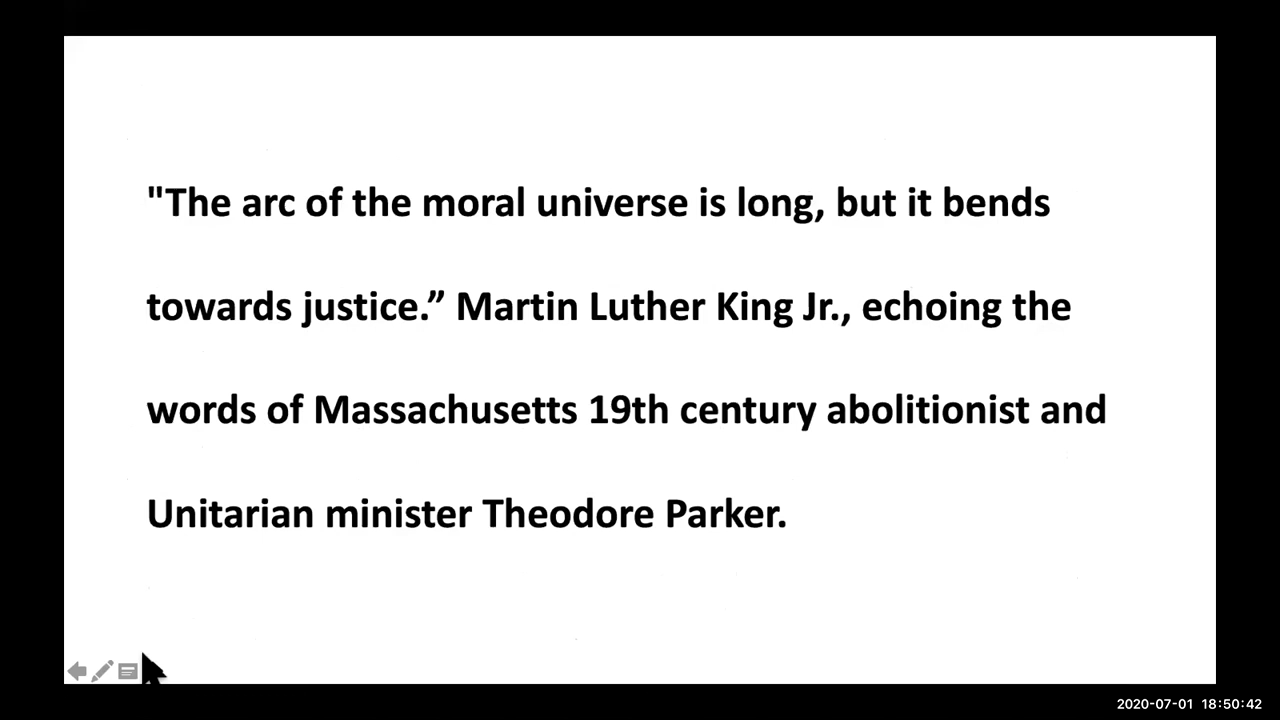 "The arc of the moral universe is long, but it bends
towards justice.” Martin Luther King Jr., echoing the
words of Massachusetts 19th century abolitionist and
Unitarian minister Theodore Parker.
2020-07-01 18:50:42